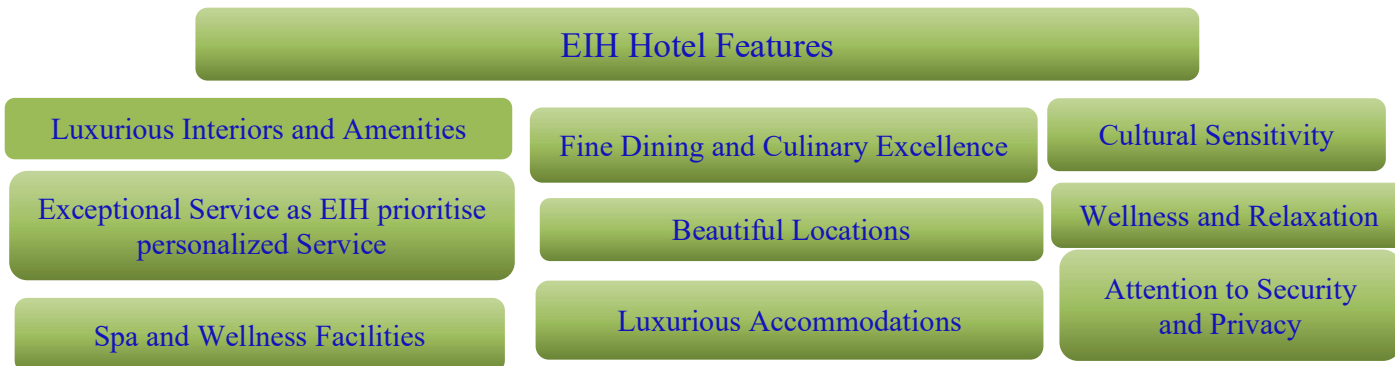 EIH Hotel Features
Luxurious Interiors and Amenities
Exceptional Service as EIH prioritise
personalized Service
Spa and Wellness Facilities
Fine Dining and Culinary Excellence
Beautiful Locations
Luxurious Accommodations
Cultural Sensitivity
Wellness and Relaxation
Attention to Security
and Privacy